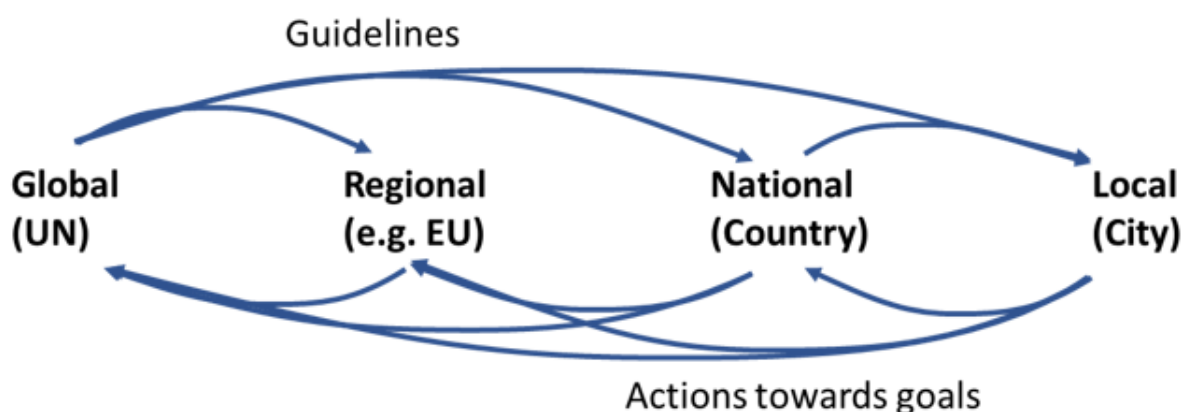 Guidelines
Global
(UN)
Regional
(e.g. EU)
National
(Country)
Local
(City)
Actions towards goals